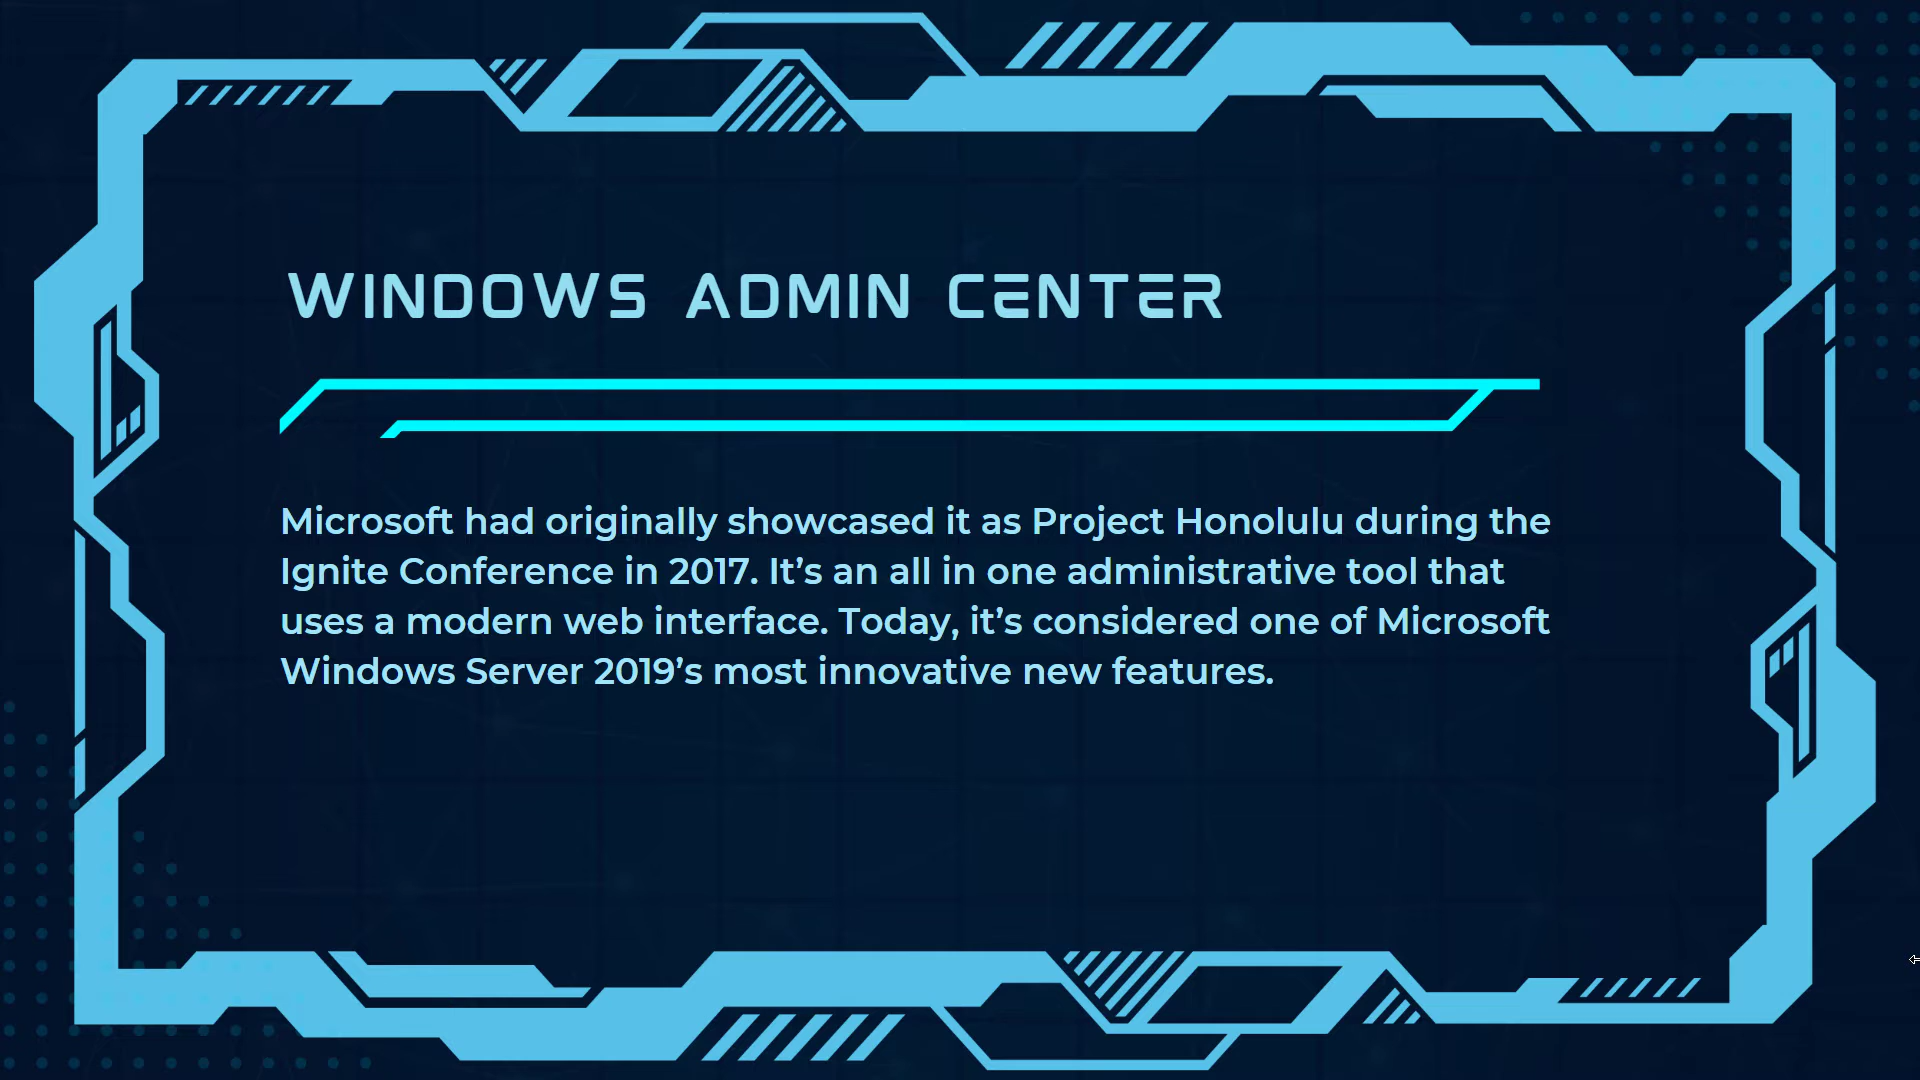 WINDOWS ADMIN CENTER
Microsoft had originally showcased it as Project Honolulu during the
Ignite Conference in 2017. It’s an all in one administrative tool that
uses a modern web interface. Today, it’s considered one of Microsoft
Windows Server 2019’s most innovative new features.